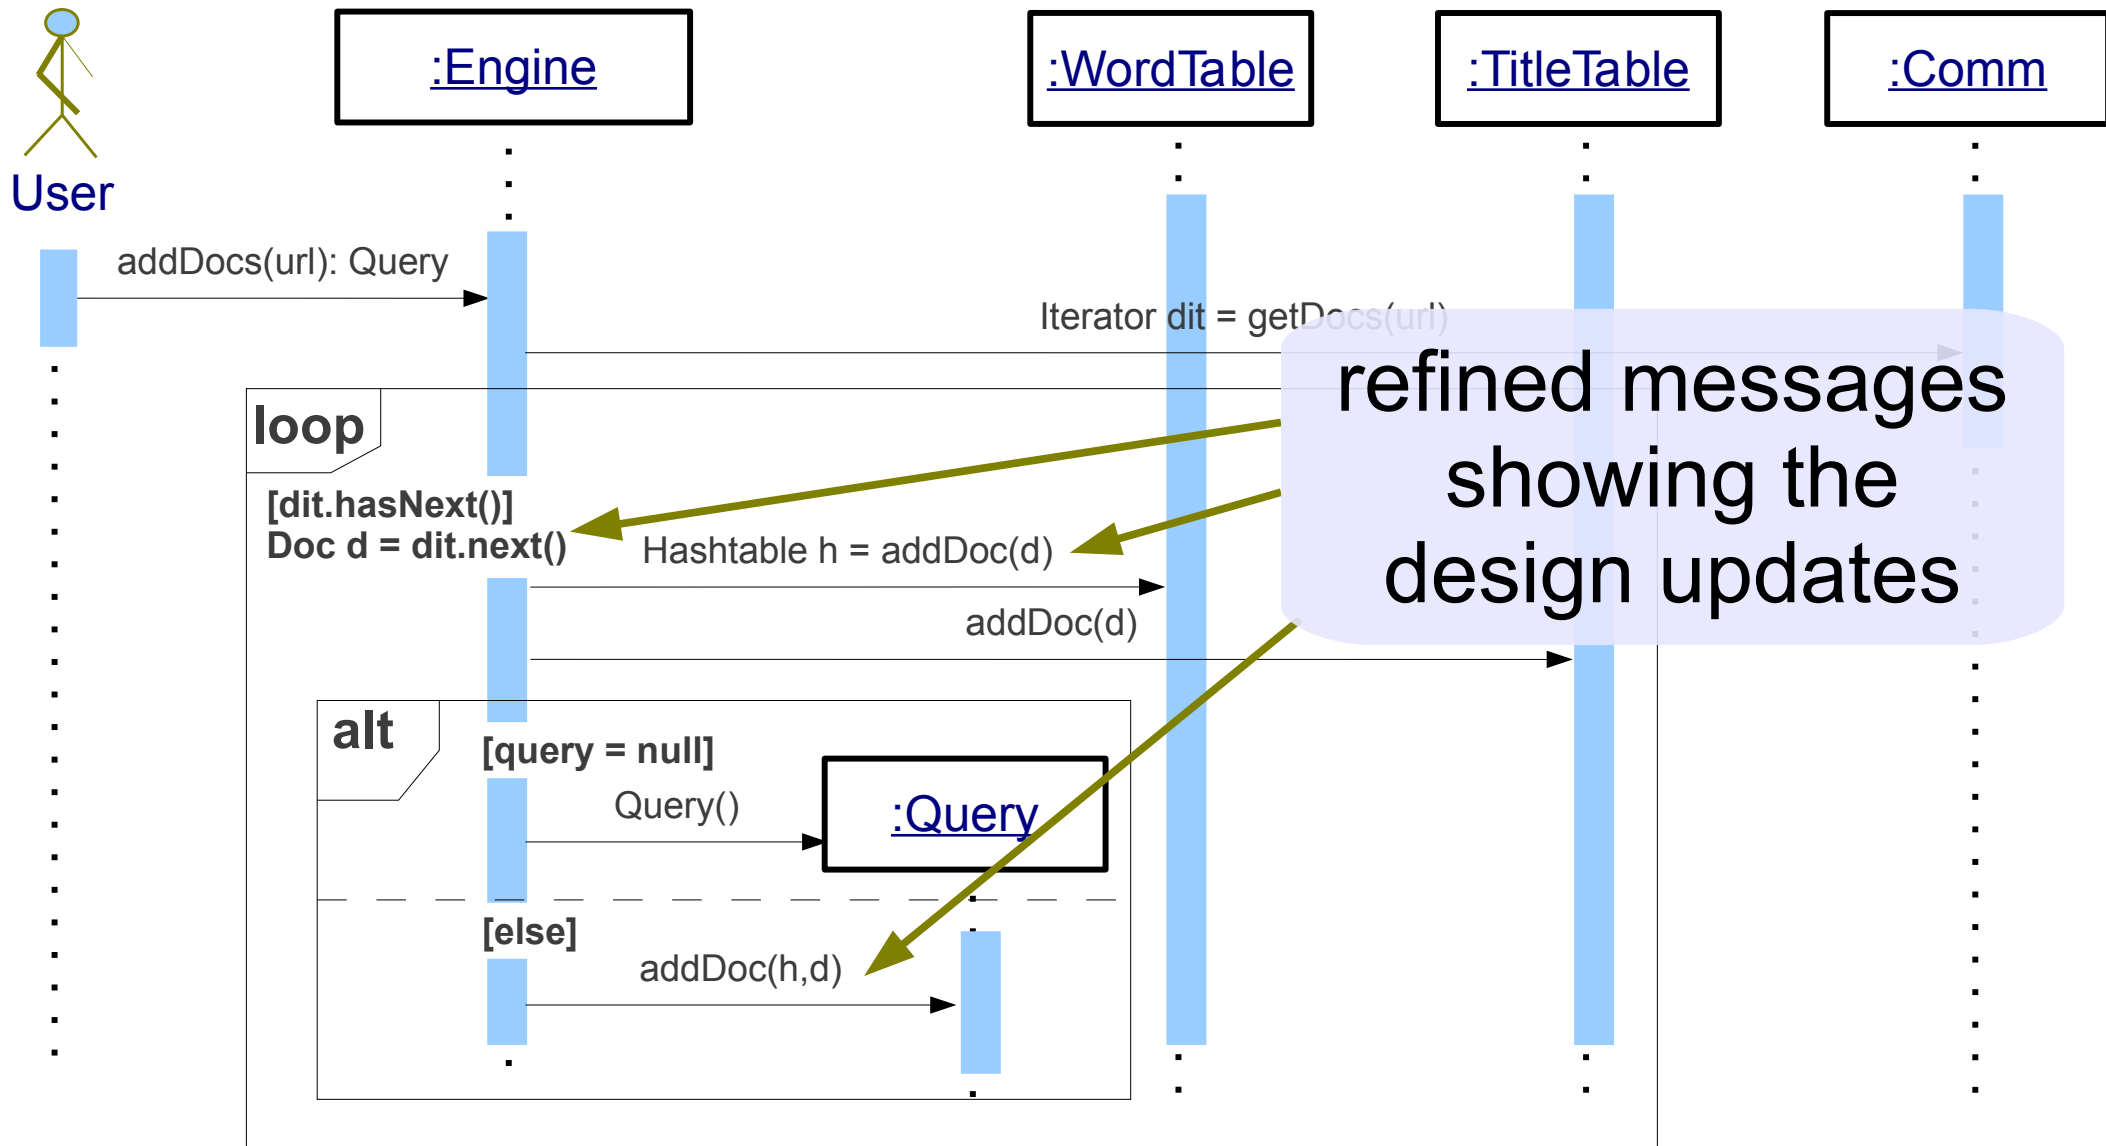 :Engine
:WordTable
:TitleTable
:Comm
User
addDocs(url): Query
Iterator dit = getDocs(url)
refined messages
showing the
design updates
loop
[dit.hasNext()]
Doc d = dit.next()
Hashtable h = addDoc(d)
addDoc(d)
alt
[query = null]
Query()
:Query
[else]
addDoc(h,d)